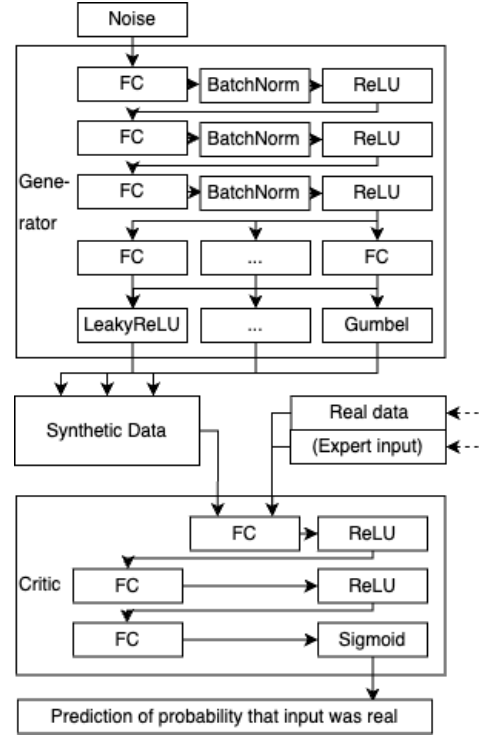 Noise
FC BatchNorm ReLU
FC BatchNorm ReLU
Gene-
FC BatchNorm ReLU
rator
FC ... FC
LeakyReLU ... Gumbel
Synthetic Data
Real data
(Expert input)
FC ReLU
Critic
FC ReLU
FC Sigmoid
Prediction of probability that input was real